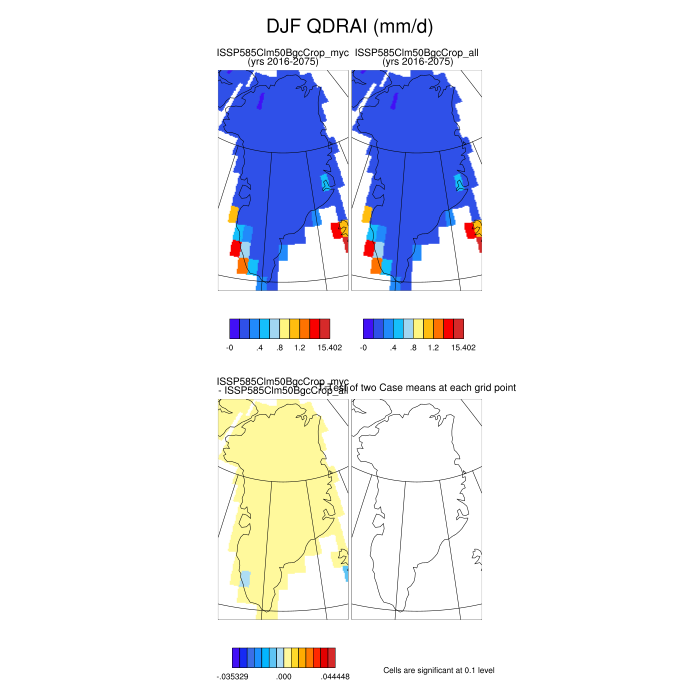 DJF QDRAI (mm/d)
ISSP585Clm50BgcCrop_myc ISSP585Clm50BgcCrop_all
(yrs 2016-2075) (yrs 2016-2075)
-0 .4 .8 1.2 15.402 -0 .4 .8 1.2 15.402
ISSP585Clm50BgcCrop_myc
- ISSP585Clm50BgcCrop_all
T-Test of two Case means at each grid point
-.035329 .000 .044448
Cells are significant at 0.1 level